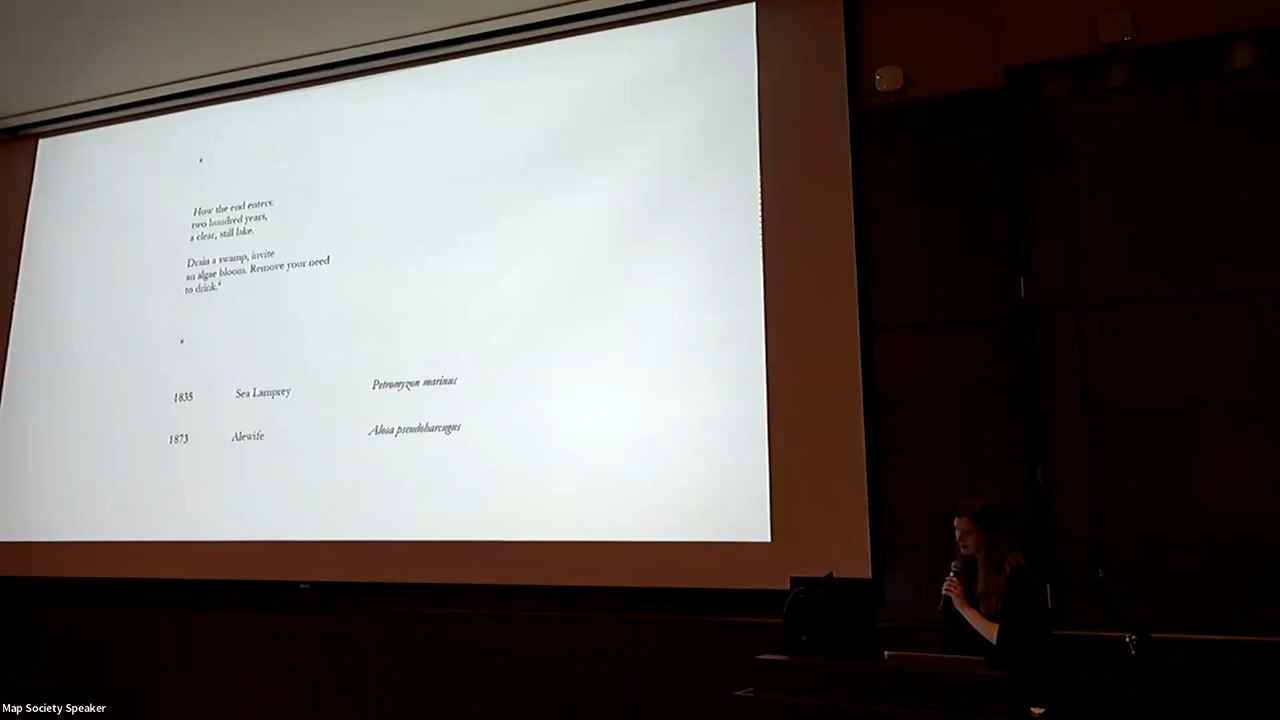 *
How the end enters:
two hundred years,
a clear, still lake.
Drain a swamp, invite
an algae bloom. Remove your need
to drink.*
*
1835 Sea Lamprey Petromyzon marinus
1873 Alewife Alosa pseudoharengus
Map Society Speaker